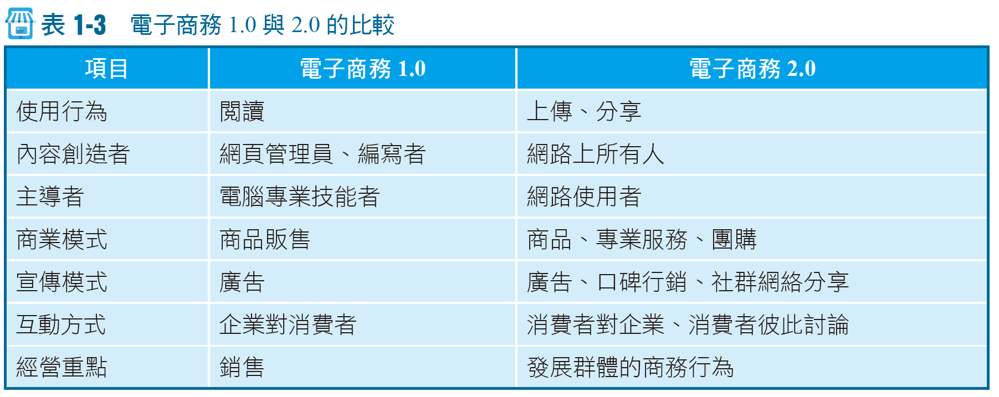 表 1-3 電子商務 1.0 與 2.0 的比較
項目 電子商務 1.0 電子商務 2.0
使用行為 閱讀 上傳、分享
內容創造者 網頁管理員、編寫者 網路上所有人
主導者 電腦專業技能者 網路使用者
商業模式 商品販售 商品、專業服務、團購
宣傳模式 廣告 廣告、口碑行銷、社群網絡分享
互動方式 企業對消費者 消費者對企業、消費者彼此討論
經營重點 銷售 發展群體的商務行為